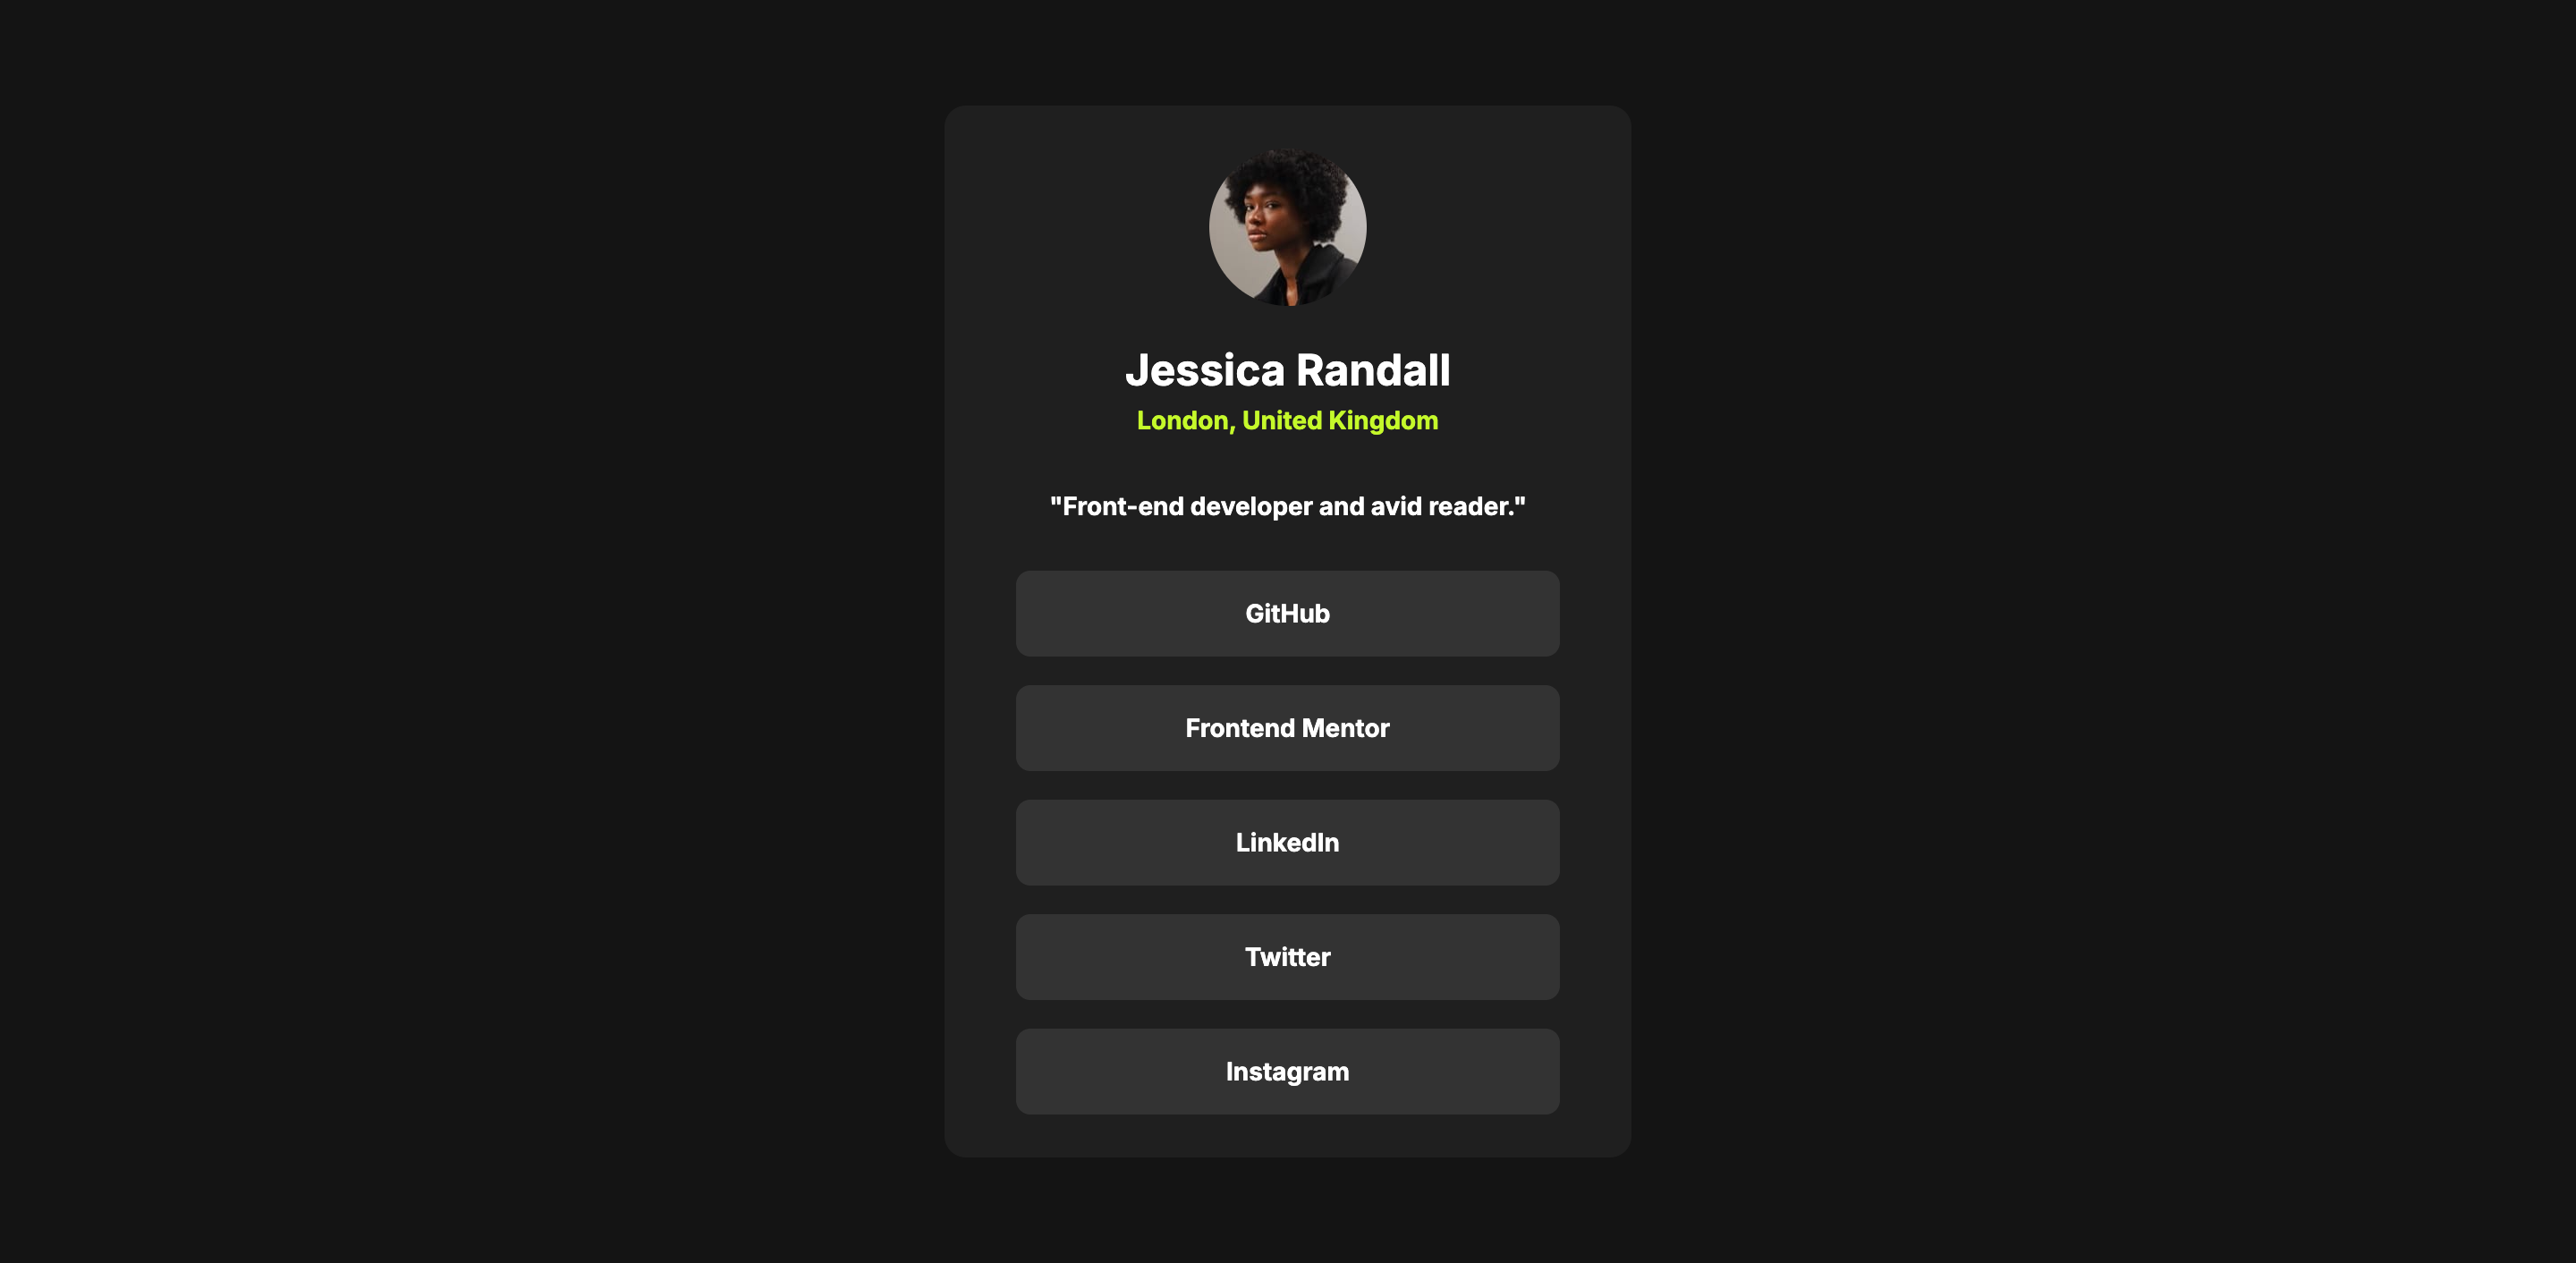 Jessica Randall
London, United Kingdom
"Front-end developer and avid reader."
GitHub
Frontend Mentor
LinkedIn
Twitter
Instagram